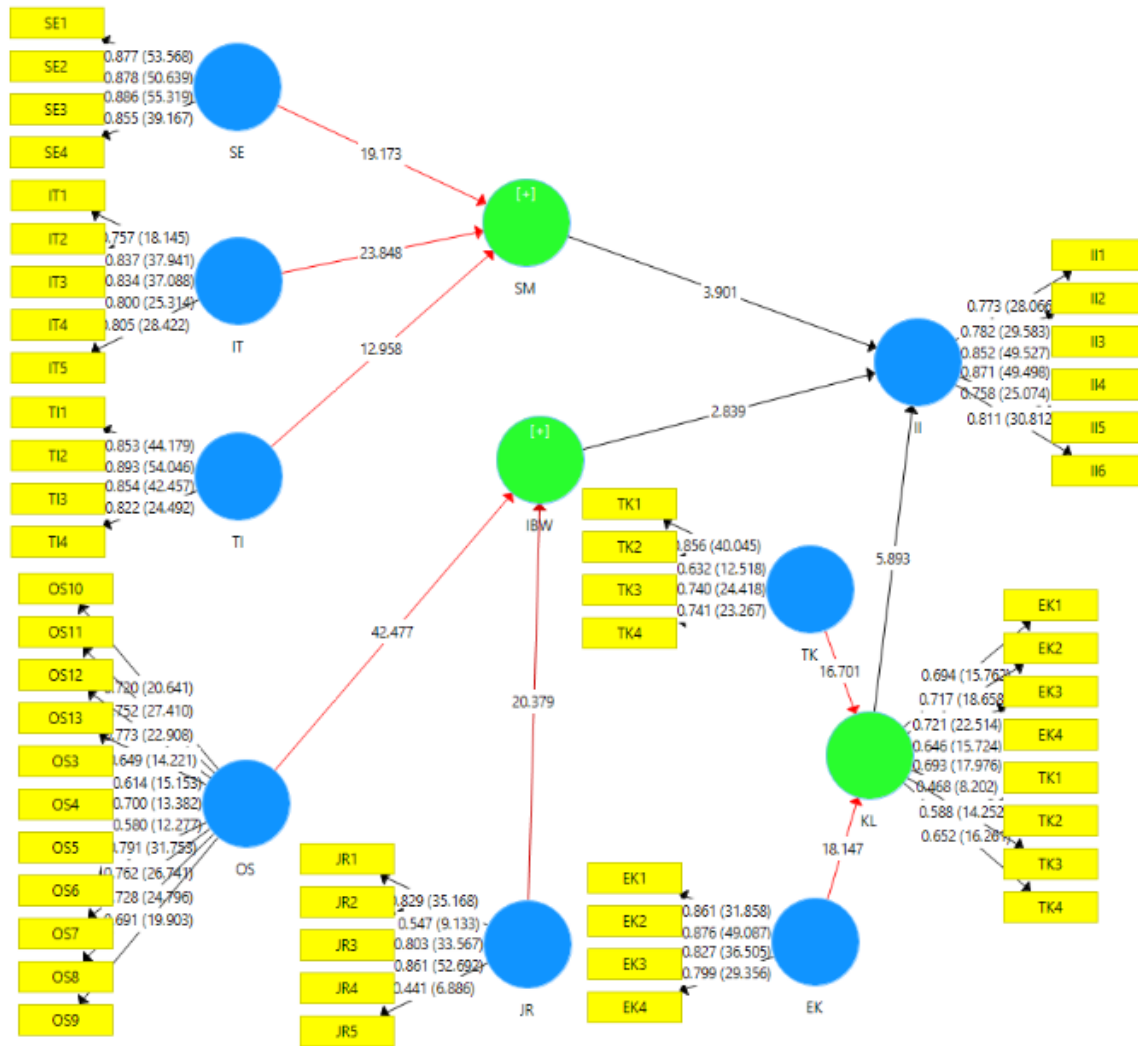 SE1
SE2
SE3
SE4
0.877 (53.568)
0.878 (50.639)
0.886 (55.319)
0.855 (39.167)
SE
19.173
IT1
IT2
IT3
IT4
IT5
0.757 (18.145)
0.837 (37.941)
0.834 (37.088)
0.800 (25.314)
0.805 (28.422)
IT
23.848
[+]
SM
3.901
TI1
TI2
TI3
TI4
0.853 (44.179)
0.893 (54.046)
0.854 (42.457)
0.822 (24.492)
TI
12.958
[+]
IBW
2.839
II
II1
II2
II3
II4
II5
II6
0.773 (28.066)
0.782 (29.583)
0.852 (49.527)
0.871 (49.498)
0.758 (25.074)
0.811 (30.812)
5.893
TK1
TK2
TK3
TK4
0.856 (40.045)
0.632 (12.518)
0.740 (24.418)
0.741 (23.267)
TK
16.701
OS10
OS11
OS12
OS13
OS3
OS4
OS5
OS6
OS7
OS8
OS9
0.720 (20.641)
0.752 (27.410)
0.773 (22.908)
0.649 (14.221)
0.614 (15.153)
0.700 (13.382)
0.580 (12.277)
0.791 (31.753)
0.762 (26.741)
0.728 (24.796)
0.691 (19.903)
OS
42.477
20.379
JR1
JR2
JR3
JR4
JR5
0.829 (35.168)
0.547 (9.133)
0.803 (33.567)
0.861 (52.692)
0.441 (6.886)
JR
EK1
EK2
EK3
EK4
0.861 (31.858)
0.876 (49.087)
0.827 (36.505)
0.799 (29.356)
EK
18.147
KL
0.694 (15.762)
0.717 (18.658)
0.721 (22.514)
0.646 (15.724)
0.693 (17.976)
0.468 (8.202)
0.588 (14.252)
0.652 (16.261)
EK1
EK2
EK3
EK4
TK1
TK2
TK3
TK4